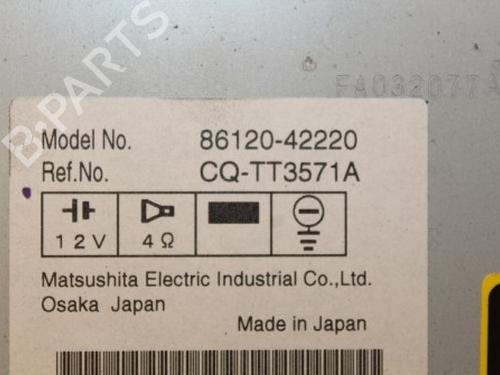 B-PARTS
FA032077A
Model No. 86120-42220
Ref.No. CQ-TT3571A
12V 4Ω
Matsushita Electric Industrial Co.,Ltd.
Osaka Japan
Made in Japan